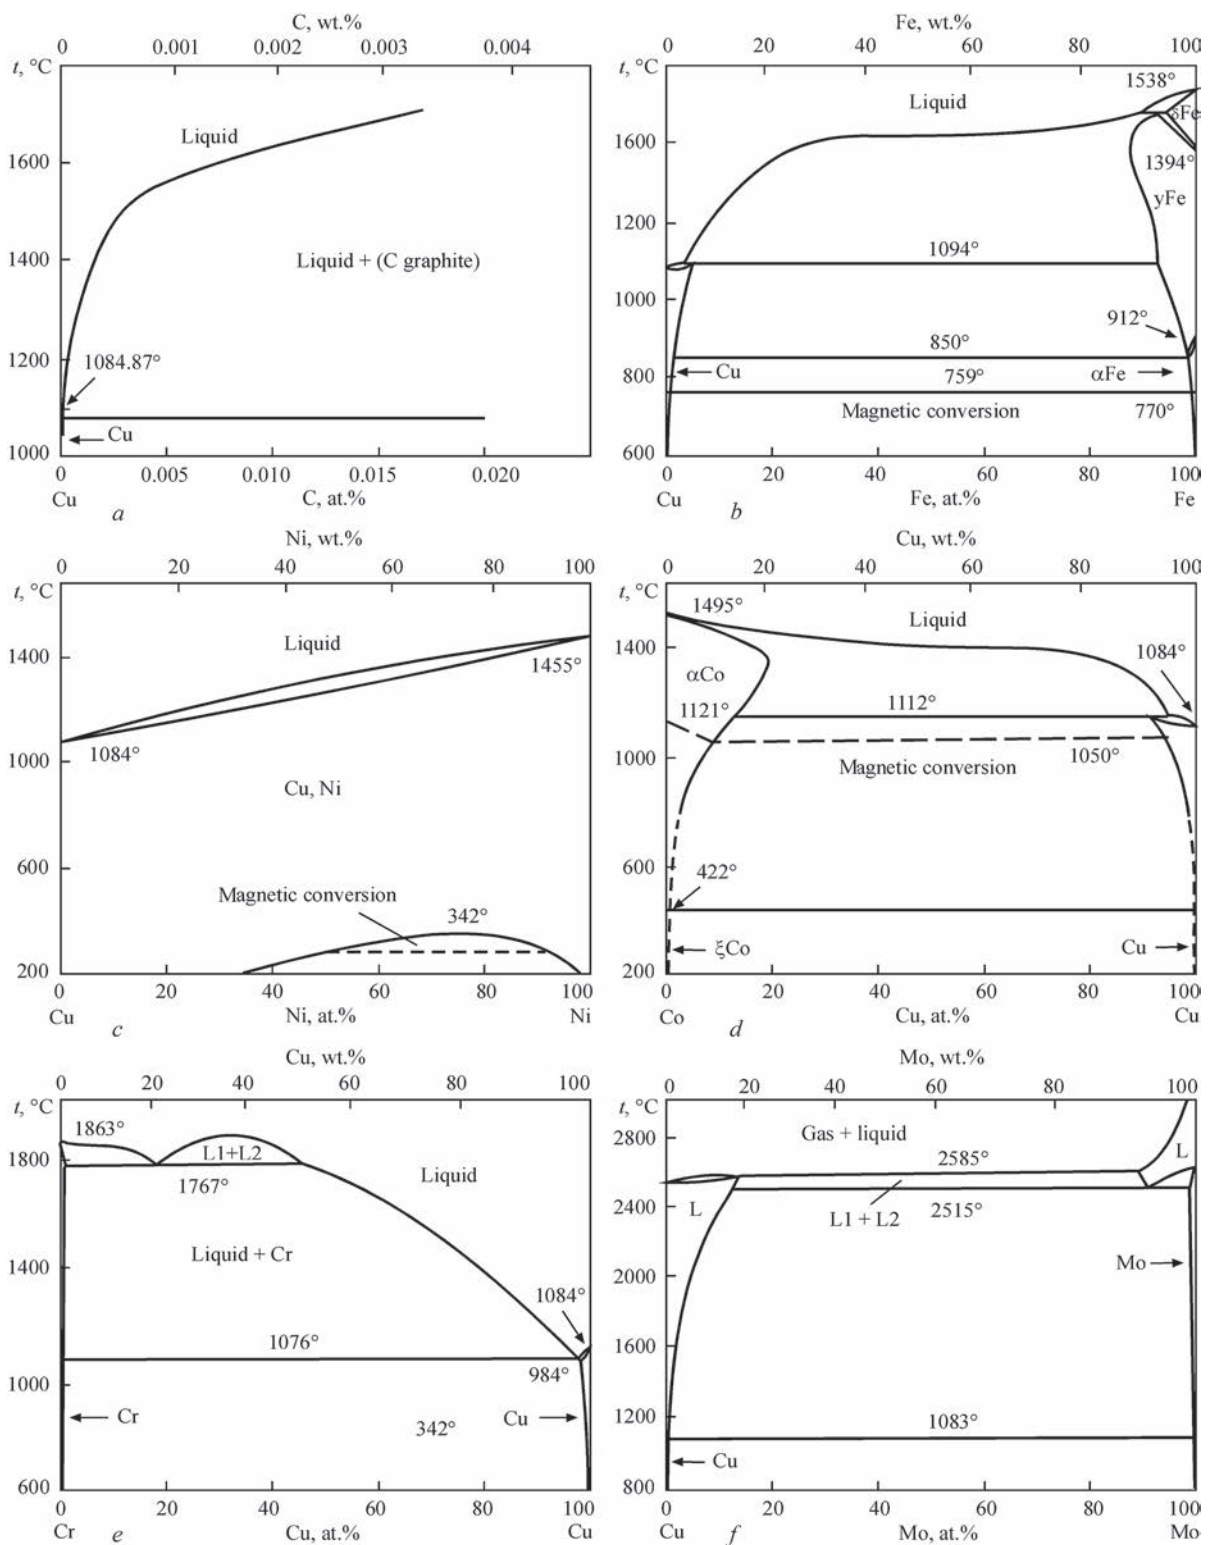 C, wt.%
0 0.001 0.002 0.003 0.004
t, °C
Liquid
1600
1400
Liquid + (C graphite)
1200
1084.87°
Cu
1000
0 0.005 0.010 0.015 0.020
Cu
a
C, at.%
Fe, wt.%
0 20 40 60 80 100
t, °C
1538°
Liquid
δFe
1600
1394°
yFe
1200
1094°
1000
912°
850°
Cu
αFe
800
759°
Magnetic conversion
770°
600
0 20 40 60 80 100
Cu
Fe, at.%
Fe
b
Ni, wt.%
0 20 40 60 80 100
t, °C
Liquid
1400
1455°
1084°
1000
Cu, Ni
600
Magnetic conversion
342°
200
0 20 40 60 80 100
Cu
c
Ni, at.%
Ni
Cu, wt.%
0 20 40 60 80 100
t, °C
1495°
Liquid
1400
1084°
αCo
1121°
1112°
1000
1050°
Magnetic conversion
600
422°
ξCo
Cu
200
0 20 40 60 80 100
Co
d
Cu, at.%
Cu
Cu, wt.%
0 20 40 60 80 100
t, °C
1863°
L1+L2
1800
1767°
Liquid
Liquid + Cr
1400
1084°
1076°
984°
1000
Cr
342°
Cu
600
0 20 40 60 80 100
Cr
e
Cu, at.%
Cu
Mo, wt.%
0 20 40 60 80 100
t, °C
2800
Gas + liquid
2585°
L
L
2400
L1 + L2
2515°
2000
Mo
1600
1200
1083°
Cu
800
0 20 40 60 80 100
Cu
f
Mo, at.%
Mo